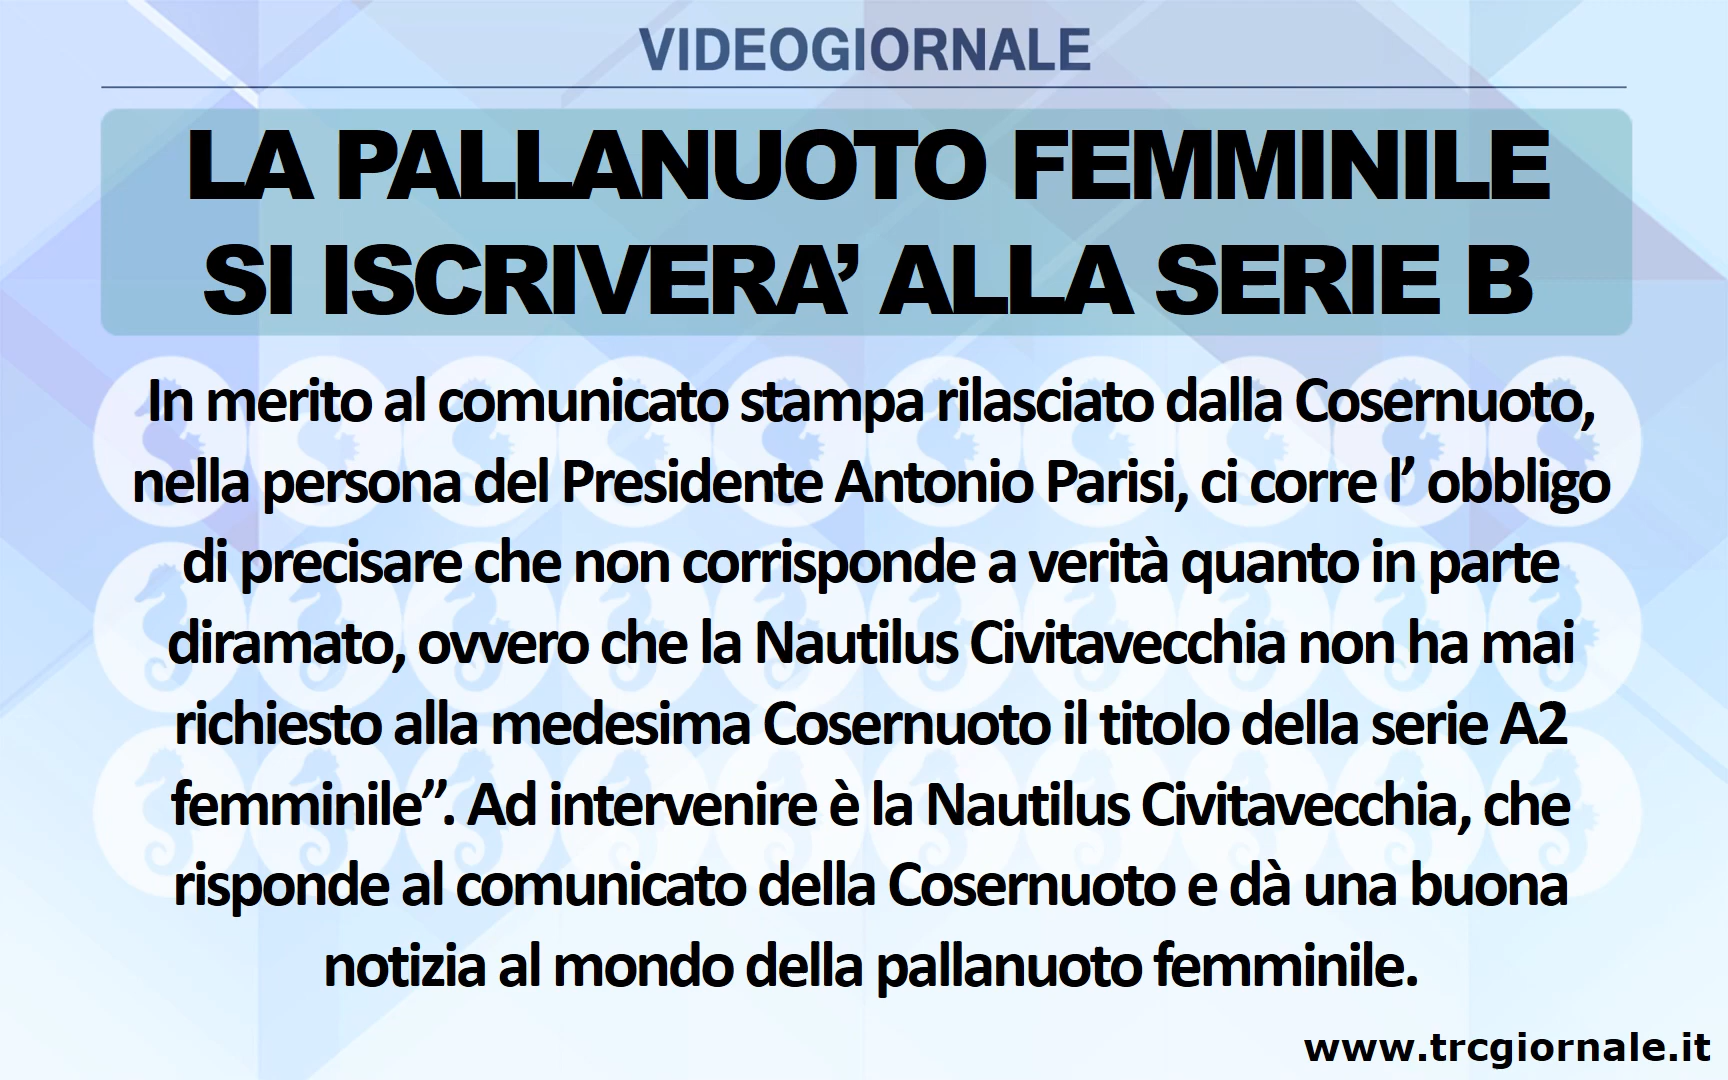 VIDEOGIORNALE
LA PALLANUOTO FEMMINILE
SI ISCRIVERA’ ALLA SERIE B
In merito al comunicato stampa rilasciato dalla Cosernuoto,
nella persona del Presidente Antonio Parisi, ci corre l’ obbligo
di precisare che non corrisponde a verità quanto in parte
diramato, ovvero che la Nautilus Civitavecchia non ha mai
richiesto alla medesima Cosernuoto il titolo della serie A2
femminile”. Ad intervenire è la Nautilus Civitavecchia, che
risponde al comunicato della Cosernuoto e dà una buona
notizia al mondo della pallanuoto femminile.
www.trcgiornale.it